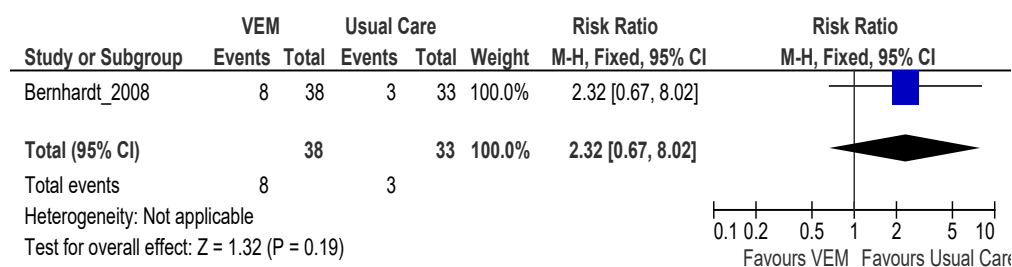 VEM Usual Care Risk Ratio Risk Ratio
Study or Subgroup Events Total Events Total Weight M-H, Fixed, 95% CI M-H, Fixed, 95% CI
Bernhardt_2008 8 38 3 33 100.0% 2.32 [0.67, 8.02]
Total (95% CI) 38 33 100.0% 2.32 [0.67, 8.02]
Total events 8 3
Heterogeneity: Not applicable
Test for overall effect: Z = 1.32 (P = 0.19)
0.1 0.2 0.5 1 2 5 10
Favours VEM Favours Usual Care